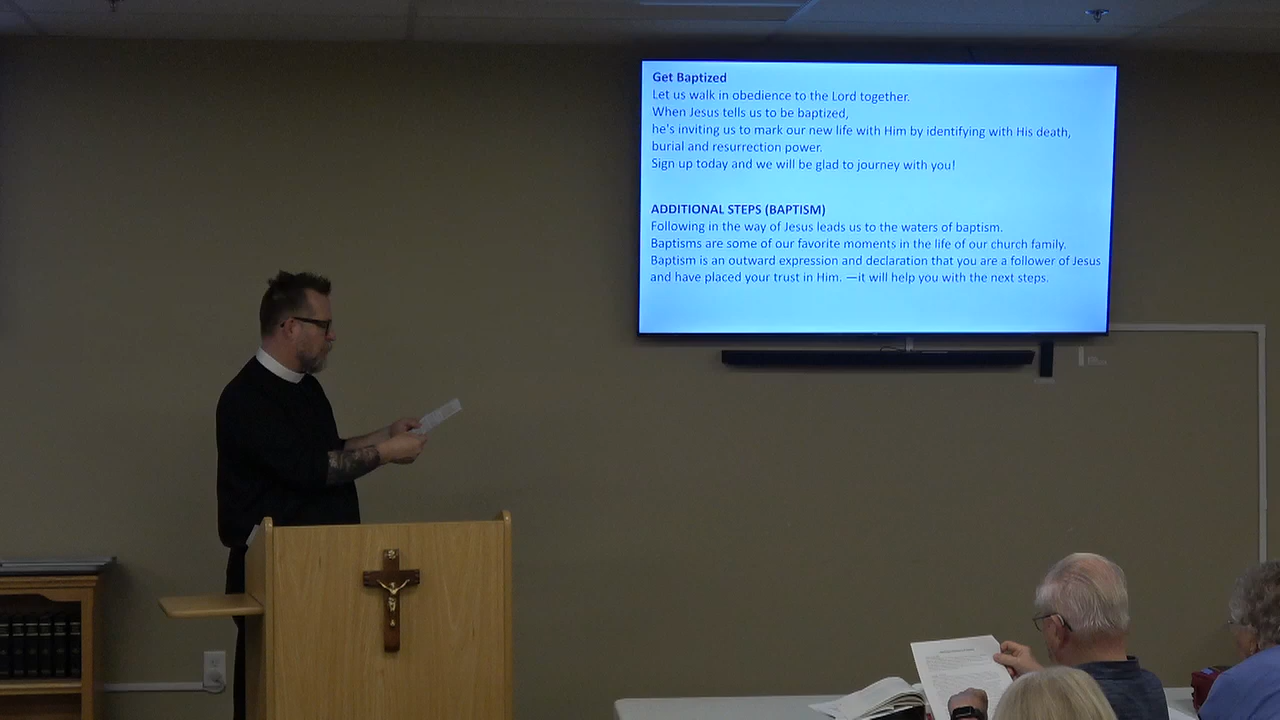 Get Baptized
Let us walk in obedience to the Lord together.
When Jesus tells us to be baptized,
he's inviting us to mark our new life with Him by identifying with His death,
burial and resurrection power.
Sign up today and we will be glad to journey with you!
ADDITIONAL STEPS (BAPTISM)
Following in the way of Jesus leads us to the waters of baptism.
Baptisms are some of our favorite moments in the life of our church family.
Baptism is an outward expression and declaration that you are a follower of Jesus
and have placed your trust in Him. —it will help you with the next steps.